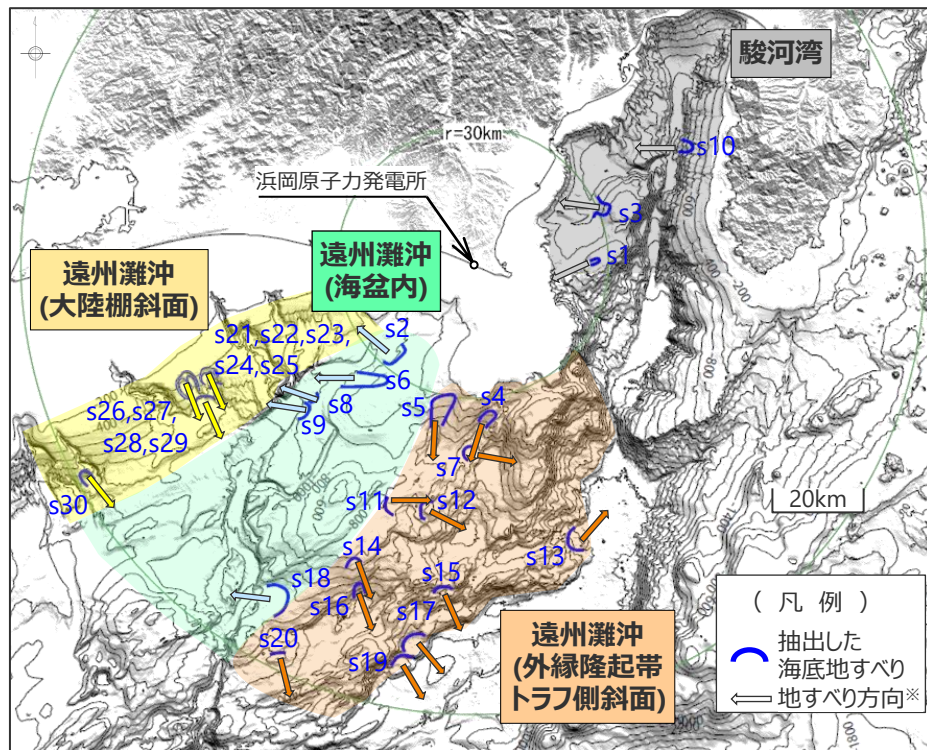 駿河湾
r=30km
s10
浜岡原子力発電所
s3
遠州灘沖
(海盆内)
s1
遠州灘沖
(大陸棚斜面)
s21,s22,s23,
s24,s25
s2
s6
s8
s9
s26,s27,
s28,s29
s5
s4
s7
s30
s11
s12
20km
s13
s14
s18
s15
s16
s17
s20
s19
遠州灘沖
(外縁隆起帯
トラフ側斜面)
( 凡 例 )
抽出した
海底地すべり
地すべり方向※